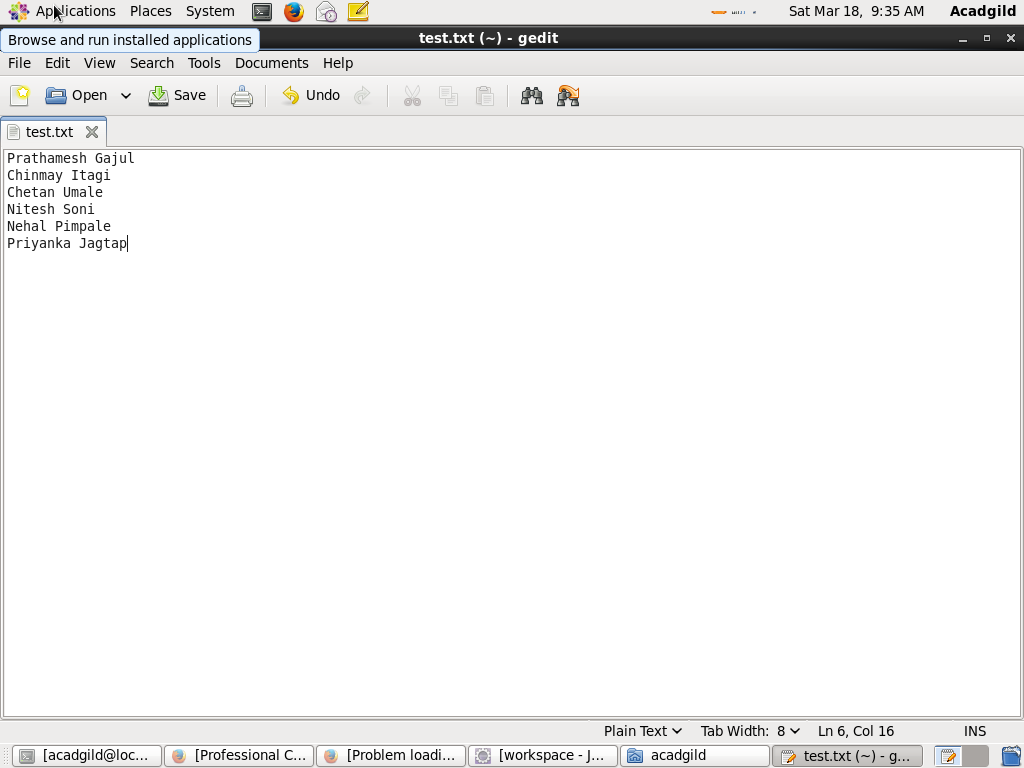 Applications Places System Sat Mar 18, 9:35 AM Acadgild
Browse and run installed applications
test.txt (~) - gedit
File Edit View Search Tools Documents Help
Open Save Undo
test.txt
Prathamesh Gajul
Chinmay Itagi
Chetan Umale
Nitesh Soni
Nehal Pimpale
Priyanka Jagtap
Plain Text Tab Width: 8 Ln 6, Col 16 INS
[acadgild@loc... [Professional C... [Problem loadi... [workspace - J... acadgild test.txt (~) - g...